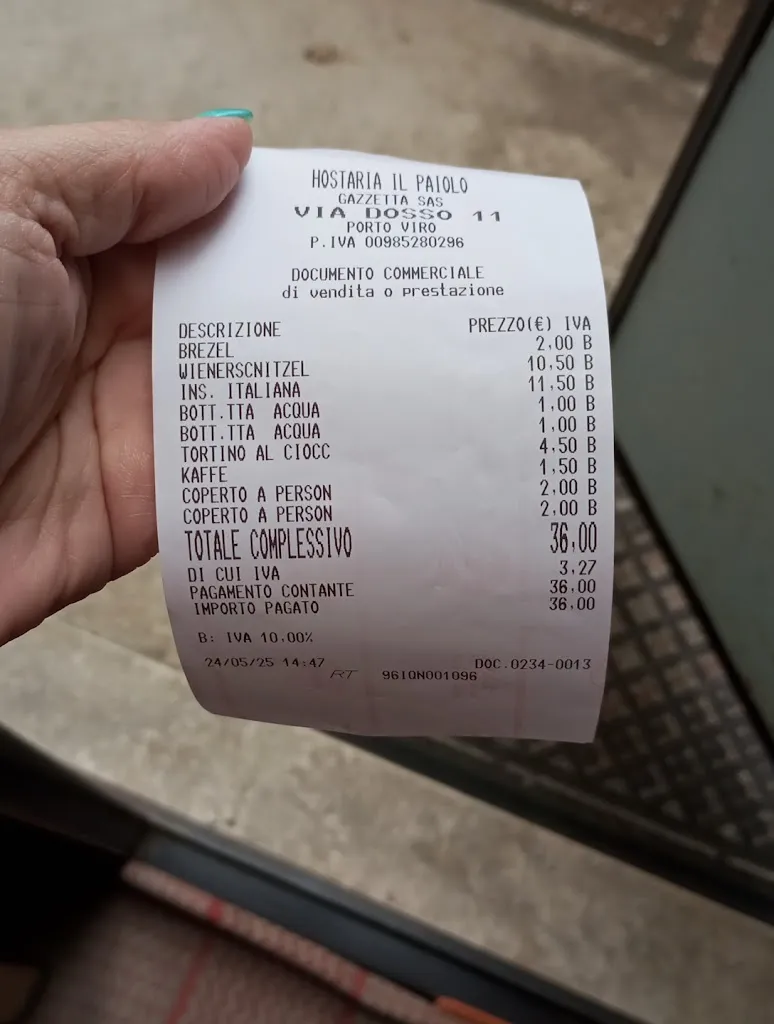 HOSTARIA IL PAIOLO
GAZZETTA SAS
VIA DOSSO 11
PORTO VIRO
P.IVA 00985280296
DOCUMENTO COMMERCIALE
di vendita o prestazione
DESCRIZIONE PREZZO(€) IVA
BREZEL 2,00 B
WIENERSCNITZEL 10,50 B
INS. ITALIANA 11,50 B
BOTT.TTA ACQUA 1,00 B
BOTT.TTA ACQUA 1,00 B
TORTINO AL CIOCC 4,50 B
KAFFE 1,50 B
COPERTO A PERSON 2,00 B
COPERTO A PERSON 2,00 B
TOTALE COMPLESSIVO 36,00
DI CUI IVA 3,27
PAGAMENTO CONTANTE 36,00
IMPORTO PAGATO 36,00
B: IVA 10,00%
24/05/25 14:47 DOC.0234-0013
RT 96IQN001096